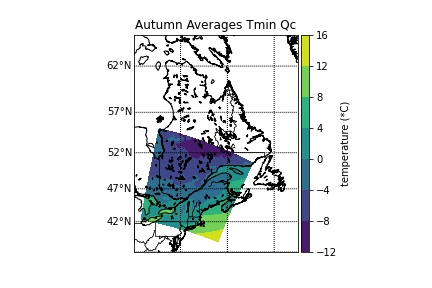 Autumn Averages Tmin Qc
62°N
57°N
52°N
47°N
42°N
16
12
8
4
0
−4
−8
−12
temperature (*C)